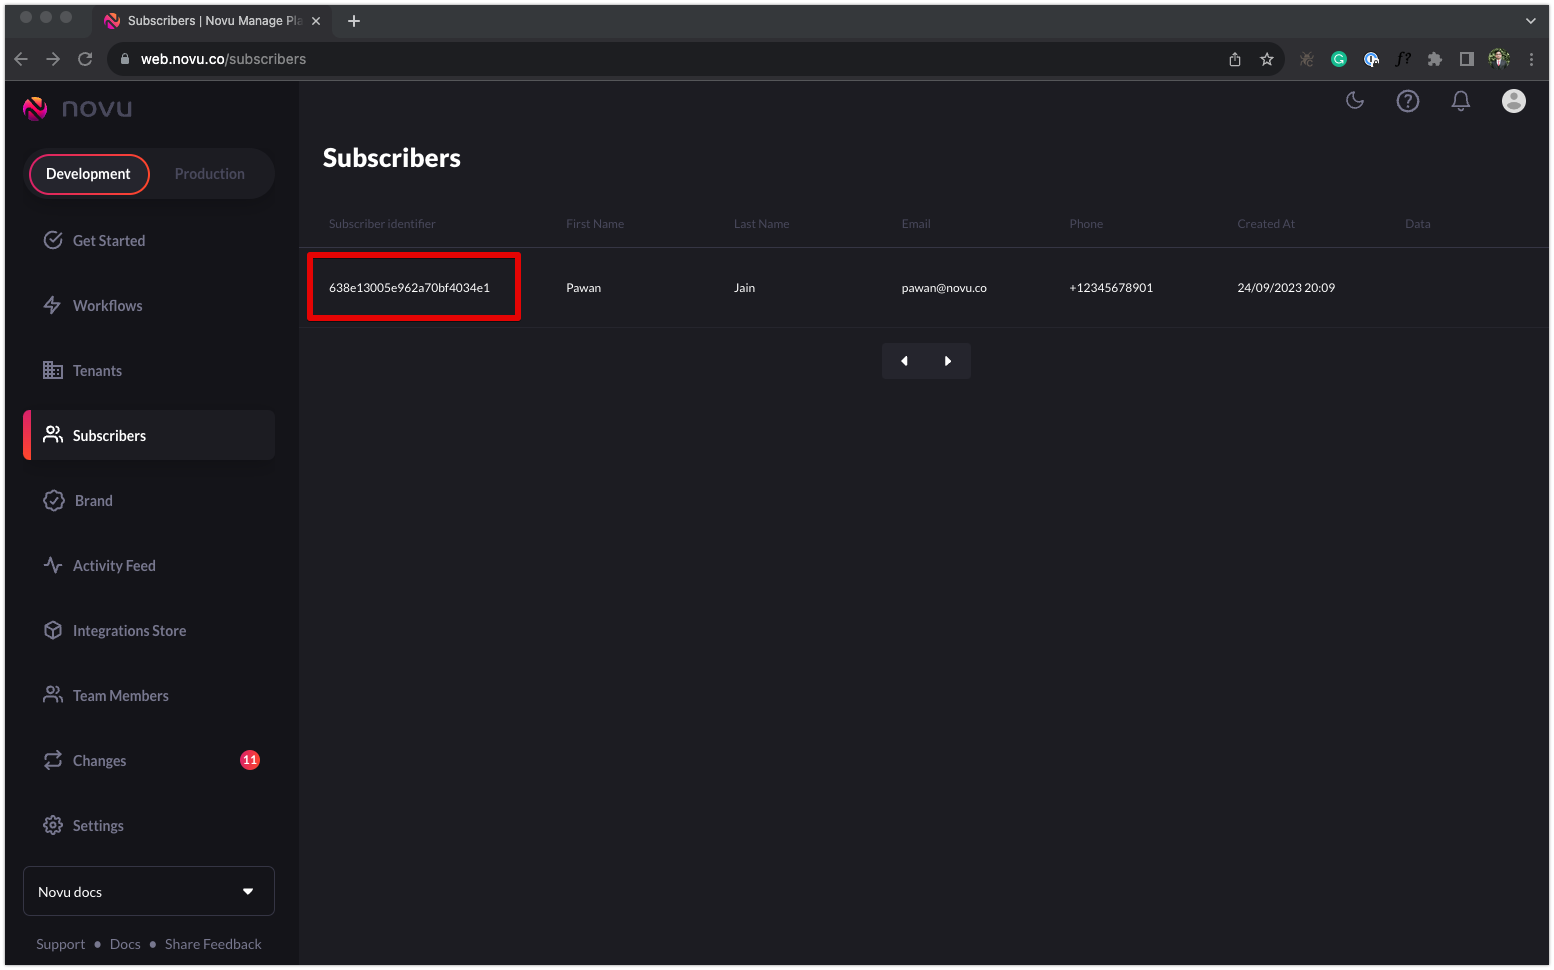 Subscribers | Novu Manage Pla
web.novu.co/subscribers
novu
Development Production
Get Started
Workflows
Tenants
Subscribers
Brand
Activity Feed
Integrations Store
Team Members
Changes 11
Settings
Novu docs
Support • Docs • Share Feedback
Subscribers
Subscriber identifier First Name Last Name Email Phone Created At Data
638e13005e962a70bf4034e1 Pawan Jain pawan@novu.co +12345678901 24/09/2023 20:09